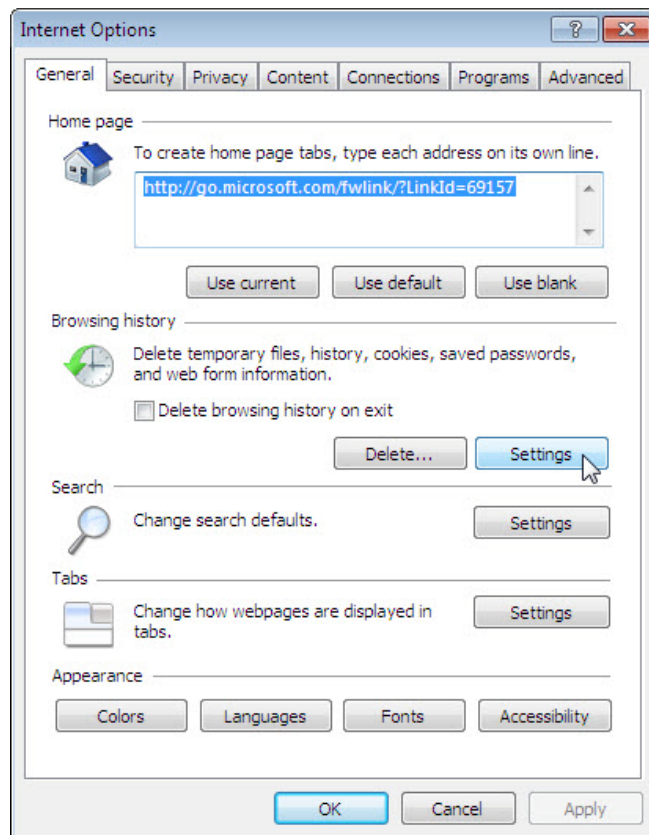 Internet Options
General Security Privacy Content Connections Programs Advanced
Home page
To create home page tabs, type each address on its own line.
http://go.microsoft.com/fwlink/?LinkId=69157
Use current Use default Use blank
Browsing history
Delete temporary files, history, cookies, saved passwords,
and web form information.
Delete browsing history on exit
Delete... Settings
Search
Change search defaults. Settings
Tabs
Change how webpages are displayed in
tabs.
Settings
Appearance
Colors Languages Fonts Accessibility
OK Cancel Apply